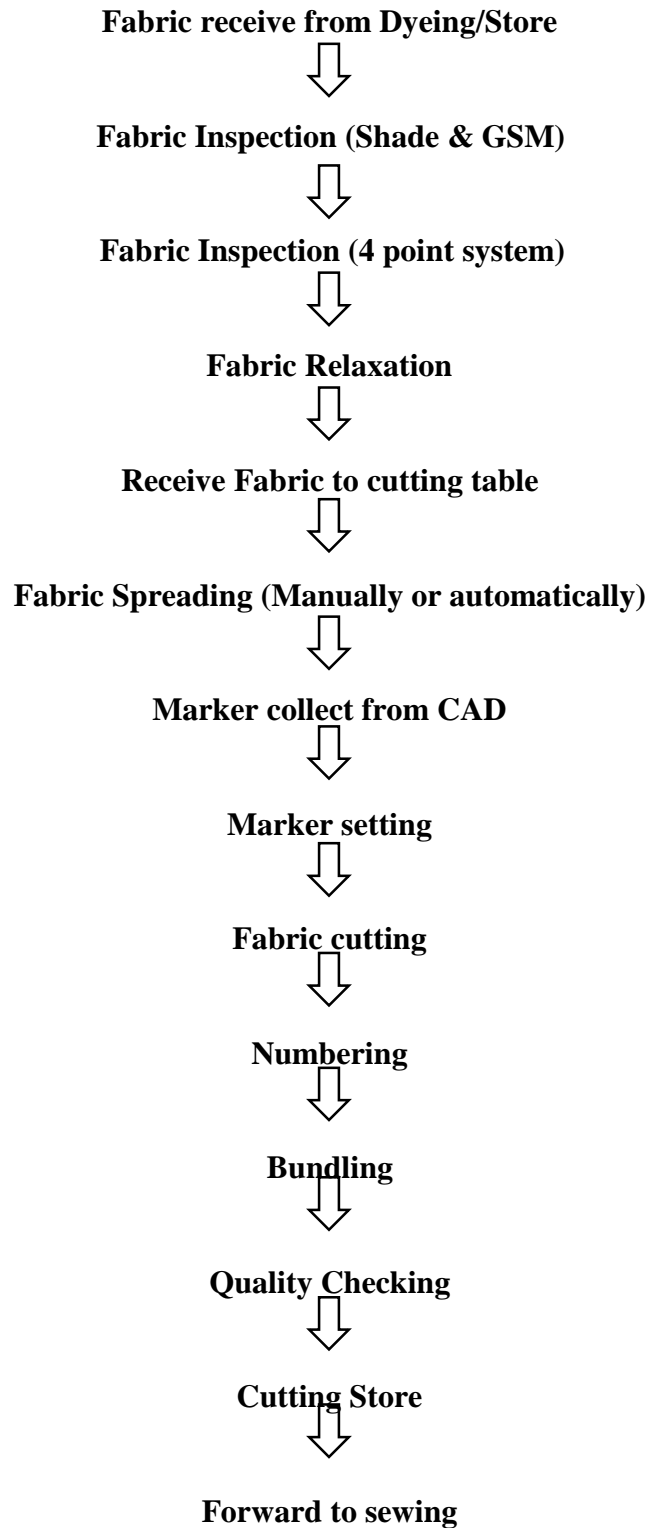 Fabric receive from Dyeing/Store
Fabric Inspection (Shade & GSM)
Fabric Inspection (4 point system)
Fabric Relaxation
Receive Fabric to cutting table
Fabric Spreading (Manually or automatically)
Marker collect from CAD
Marker setting
Fabric cutting
Numbering
Bundling
Quality Checking
Cutting Store
Forward to sewing